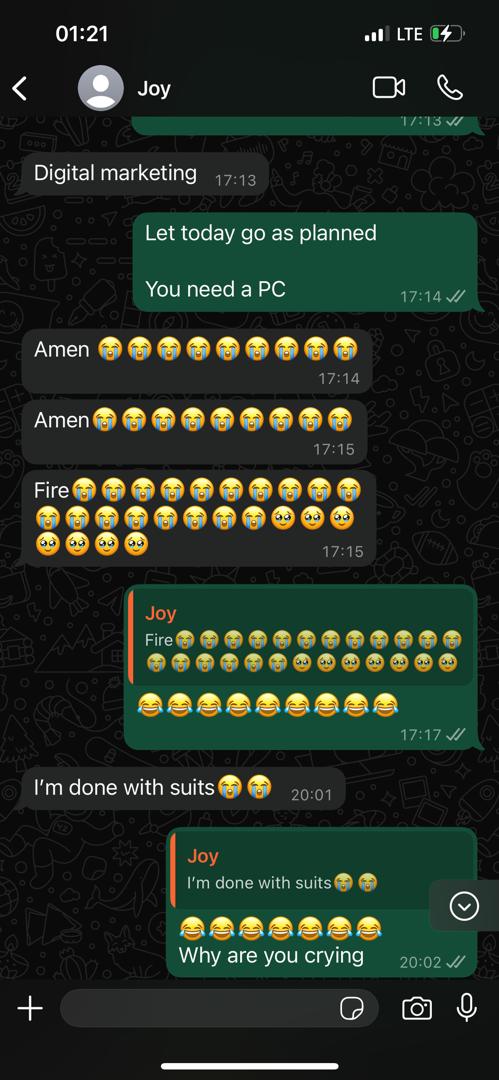 01:21
LTE
Joy
17:13
Digital marketing 17:13
Let today go as planned
You need a PC 17:14
Amen 😭😭😭😭😭😭😭😭😭
17:14
Amen😭😭😭😭😭😭😭😭😭
17:15
Fire😭😭😭😭😭😭😭😭😭😭
😭😭😭😭😭😭😭😭🥹🥹🥹
🥹🥹🥹🥹 17:15
Joy
Fire😭😭😭😭😭😭😭😭😭😭😭😭
😭😭😭😭😭😭🥹🥹🥹🥹🥹🥹🥹
😂😂😂😂😂😂😂😂😂
17:17
I’m done with suits😭😭 20:01
Joy
I’m done with suits😭😭
😂😂😂😂😂😂😂
Why are you crying 20:02